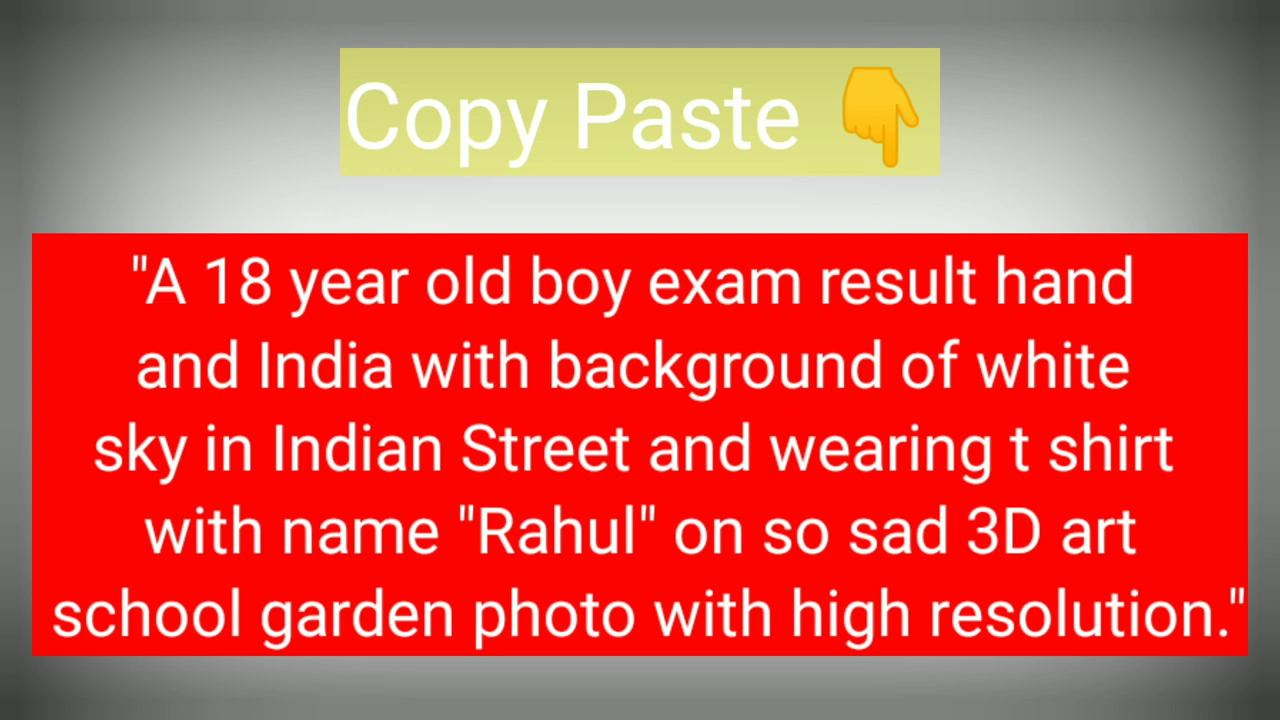 Copy Paste 👇
"A 18 year old boy exam result hand
and India with background of white
sky in Indian Street and wearing t shirt
with name "Rahul" on so sad 3D art
school garden photo with high resolution."